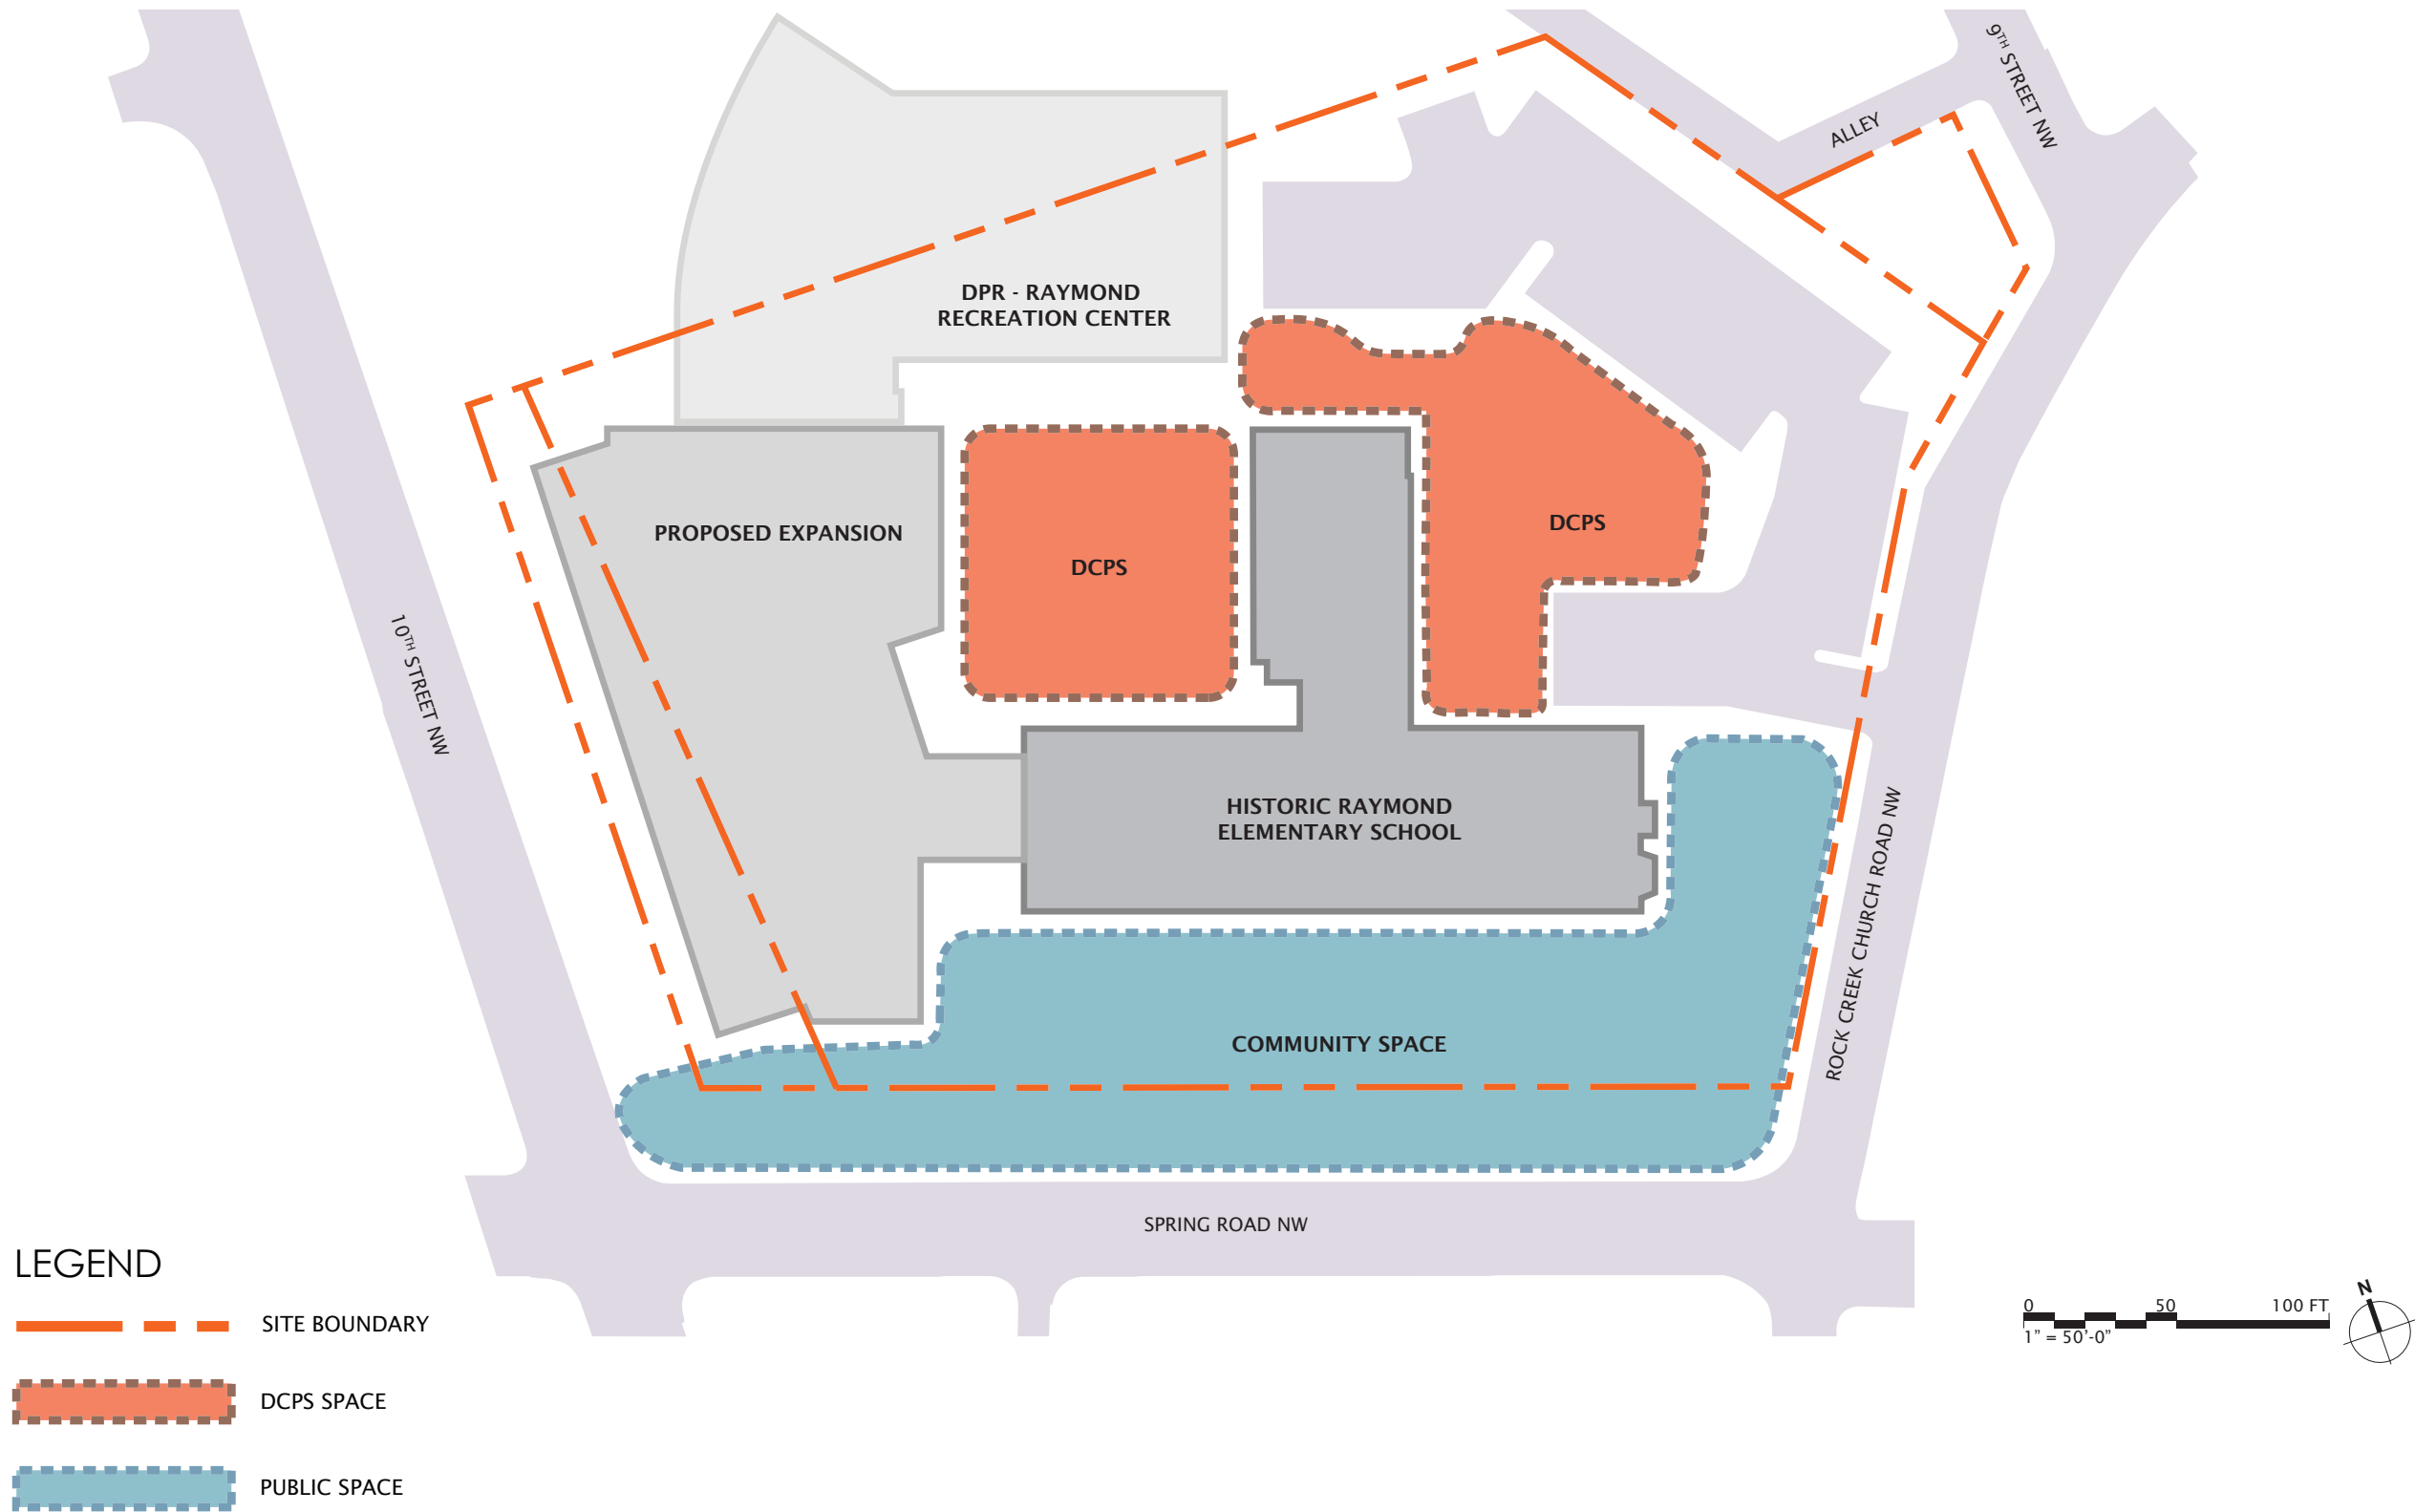 9TH STREET NW
ALLEY
DPR - RAYMOND
RECREATION CENTER
PROPOSED EXPANSION
DCPS
DCPS
10TH STREET NW
HISTORIC RAYMOND
ELEMENTARY SCHOOL
ROCK CREEK CHURCH ROAD NW
COMMUNITY SPACE
SPRING ROAD NW
LEGEND
SITE BOUNDARY
DCPS SPACE
PUBLIC SPACE
0 50 100 FT
1" = 50'-0"
N